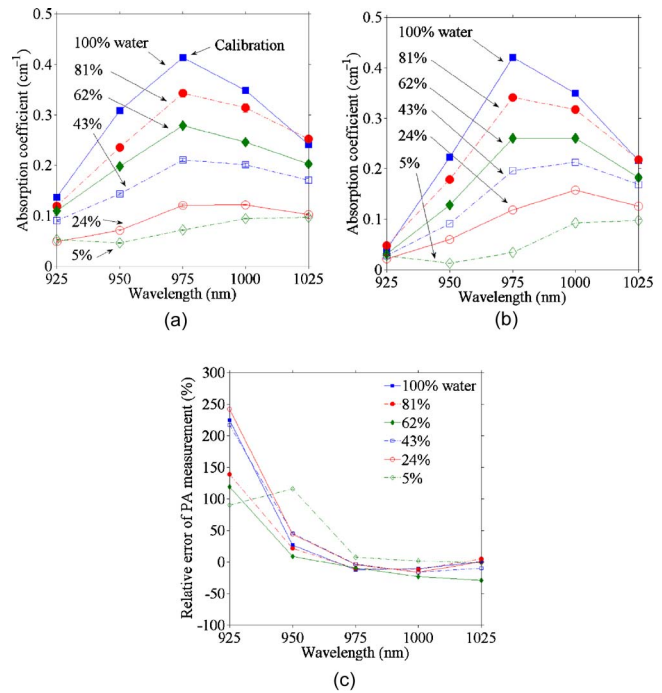 0.5
0.4
0.3
0.2
0.1
0
Absorption coefficient (cm⁻¹)
100% water
Calibration
81%
62%
43%
24%
5%
925 950 975 1000 1025
Wavelength (nm)
(a)
0.5
0.4
0.3
0.2
0.1
0
Absorption coefficient (cm⁻¹)
100% water
81%
62%
43%
24%
5%
925 950 975 1000 1025
Wavelength (nm)
(b)
300
250
200
150
100
50
0
-50
-100
Relative error of PA measurement (%)
100% water
81%
62%
43%
24%
5%
925 950 975 1000 1025
Wavelength (nm)
(c)